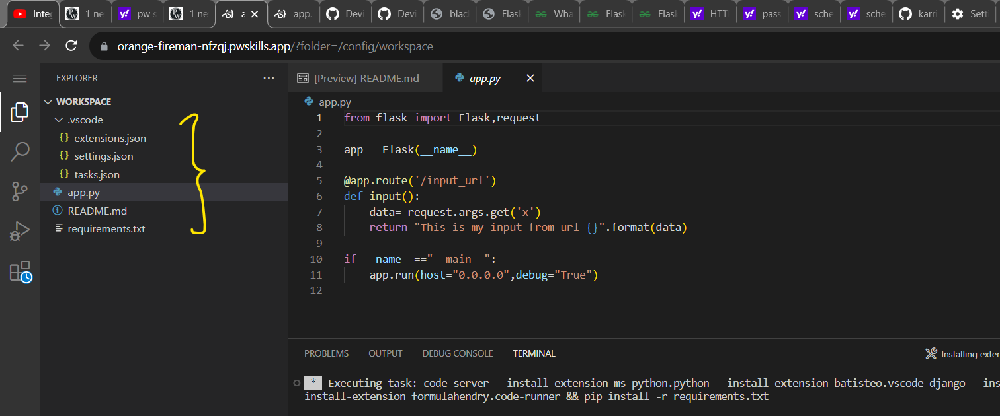 Integ
1 ne
pw s
1 ne
a
app.
Devi
Devi
blac
Flas
Wha
Flas
Flas
HTT
pass
sche
sche
karri
Sett
orange-fireman-nfzqj.pwskills.app/?folder=/config/workspace
EXPLORER
WORKSPACE
.vscode
{} extensions.json
{} settings.json
{} tasks.json
app.py
README.md
requirements.txt
[Preview] README.md
app.py
app.py
1 from flask import Flask,request
2
3 app = Flask(__name__)
4
5 @app.route('/input_url')
6 def input():
7 data= request.args.get('x')
8 return "This is my input from url {}".format(data)
9
10 if __name__=="__main__":
11 app.run(host="0.0.0.0",debug="True")
12
PROBLEMS OUTPUT DEBUG CONSOLE TERMINAL
Installing exter
* Executing task: code-server --install-extension ms-python.python --install-extension batisteo.vscode-django --ins
install-extension formulahendry.code-runner && pip install -r requirements.txt